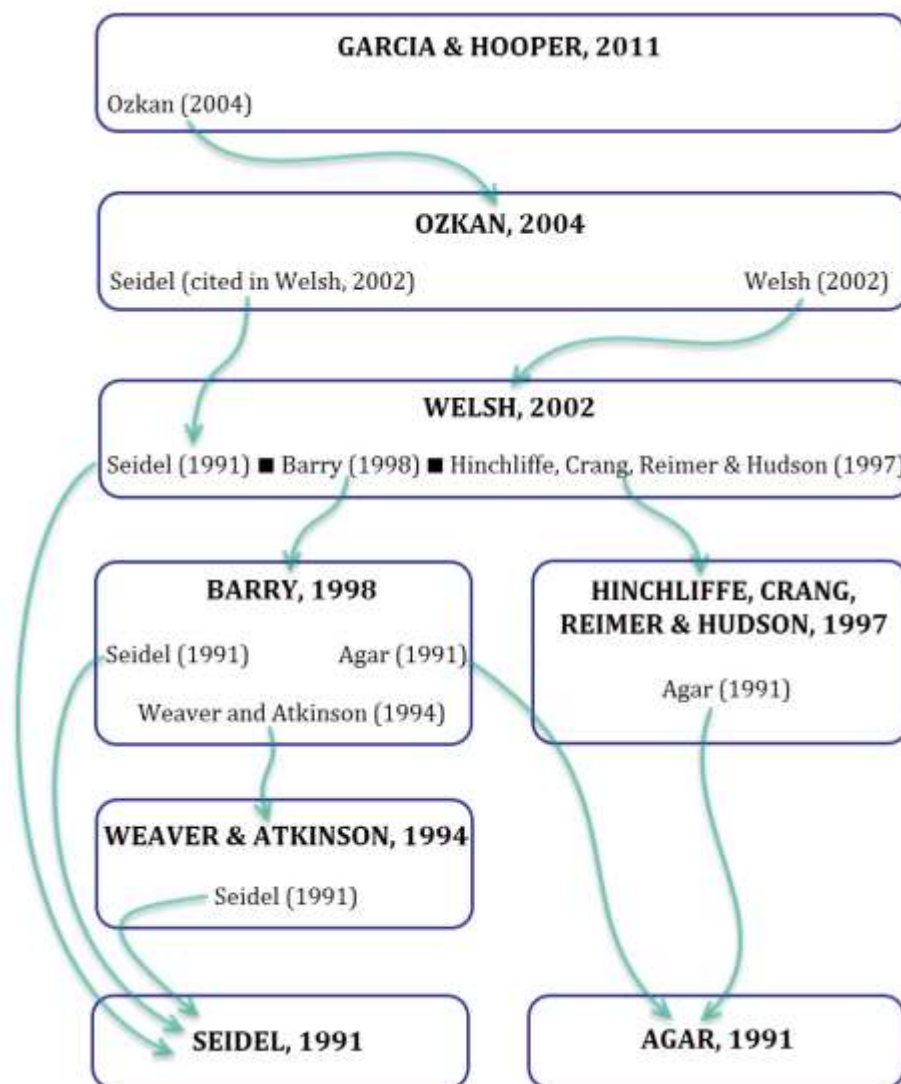 GARCIA & HOOPER, 2011
Ozkan (2004)
OZKAN, 2004
Seidel (cited in Welsh, 2002)
Welsh (2002)
WELSH, 2002
Seidel (1991) ■ Barry (1998) ■ Hinchliffe, Crang, Reimer & Hudson (1997)
BARRY, 1998
Seidel (1991)
Agar (1991)
Weaver and Atkinson (1994)
HINCHLIFFE, CRANG,
REIMER & HUDSON, 1997
Agar (1991)
WEAVER & ATKINSON, 1994
Seidel (1991)
SEIDEL, 1991
AGAR, 1991